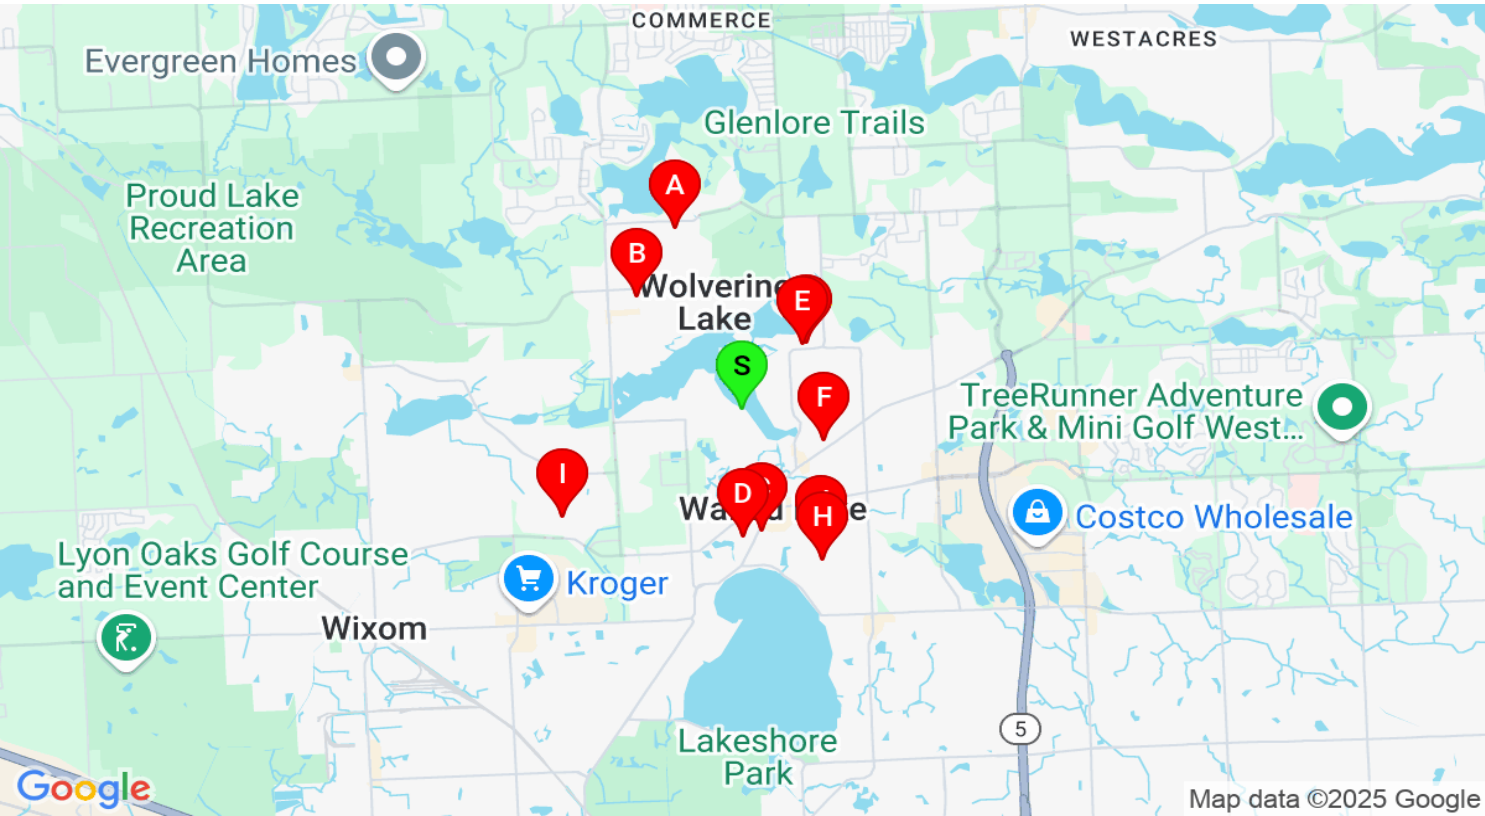 COMMERCE
WESTACRES
Evergreen Homes
Glenlore Trails
A
Proud Lake
Recreation
Area
B
Wolverine
Lake
E
S
F
TreeRunner Adventure
Park & Mini Golf West...
I
D
H
Costco Wholesale
Lyon Oaks Golf Course
and Event Center
Kroger
Wixom
5
Lakeshore
Park
Google
Map data ©2025 Google